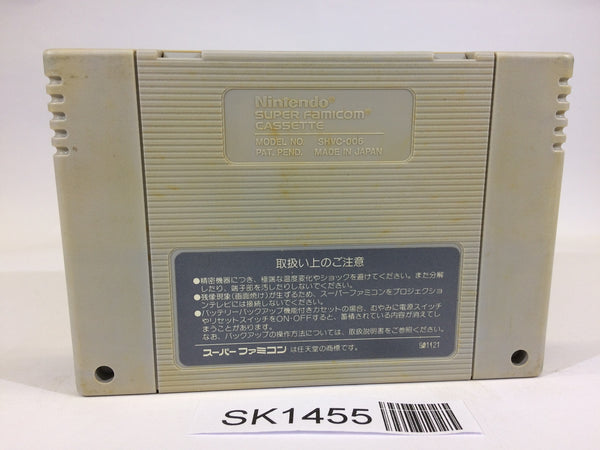 Nintendo®
SUPER FAMICOM®
CASSETTE
MODEL NO. SHVC-006
PAT. PEND. MADE IN JAPAN
取扱い上のご注意
●精密機器につき、極端な温度変化やショックを避けてください。また分解
したり、端子部を汚したりしないでください。
●残像現象(画面焼け)が生ずるため、スーパーファミコンをプロジェクショ
ンテレビには接続しないでください。
●バッテリーバックアップ機能付きカセットの場合、むやみに電源スイッチ
やリセットスイッチをON・OFFすると、蓄積されている内容が消えてし
まうことがあります。
なお、バックアップの操作方法については、取扱説明書をご参照ください。
スーパーファミコン は任天堂の商標です。
SK1455